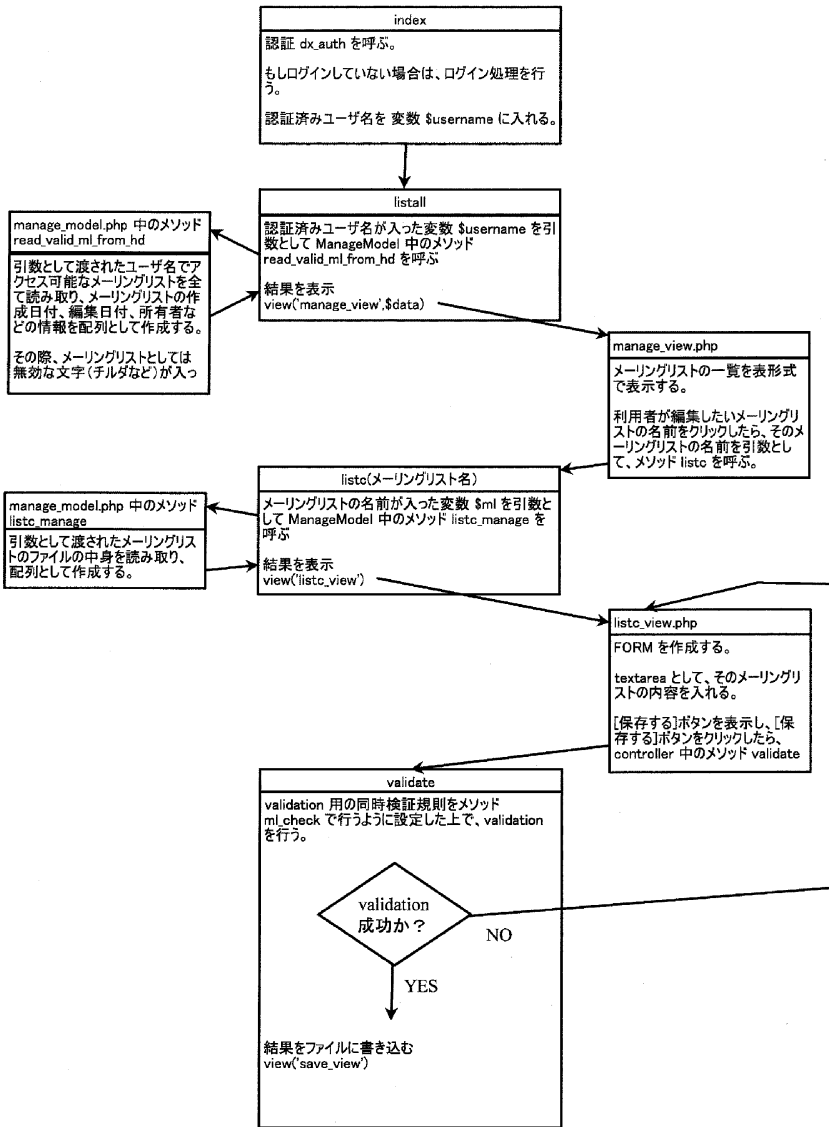 index
認証 dx_auth を呼ぶ。
もしログインしていない場合は、ログイン処理を行
う。
認証済みユーザ名を 変数 $username に入れる。
listall
認証済みユーザ名が入った変数 $username を引
数として ManageModel 中のメソッド
read_valid_ml_from_hd を呼ぶ
結果を表示
view('manage_view',$data)
manage_model.php 中のメソッド
read_valid_ml_from_hd
引数として渡されたユーザ名でア
クセス可能なメーリングリストを全
て読み取り、メーリングリストの作
成日付、編集日付、所有者な
どの情報を配列として作成する。
その際、メーリングリストとしては
無効な文字(チルダなど)が入っ
manage_view.php
メーリングリストの一覧を表形式
で表示する。
利用者が編集したいメーリングリ
ストの名前をクリックしたら、そのメ
ーリングリストの名前を引数とし
て、メソッド listc を呼ぶ。
listc(メーリングリスト名)
メーリングリストの名前が入った変数 $ml を引数と
して ManageModel 中のメソッド listc_manage を
呼ぶ
結果を表示
view('listc_view')
manage_model.php 中のメソッド
listc_manage
引数として渡されたメーリングリス
トのファイルの中身を読み取り、
配列として作成する。
listc_view.php
FORM を作成する。
textarea として、そのメーリングリ
ストの内容を入れる。
[保存する]ボタンを表示し、[保
存する]ボタンをクリックしたら、
controller 中のメソッド validate
validate
validation 用の同時検証規則をメソッド
ml_check で行うように設定した上で、validation
を行う。
validation
成功か？
NO
YES
結果をファイルに書き込む
view('save_view')